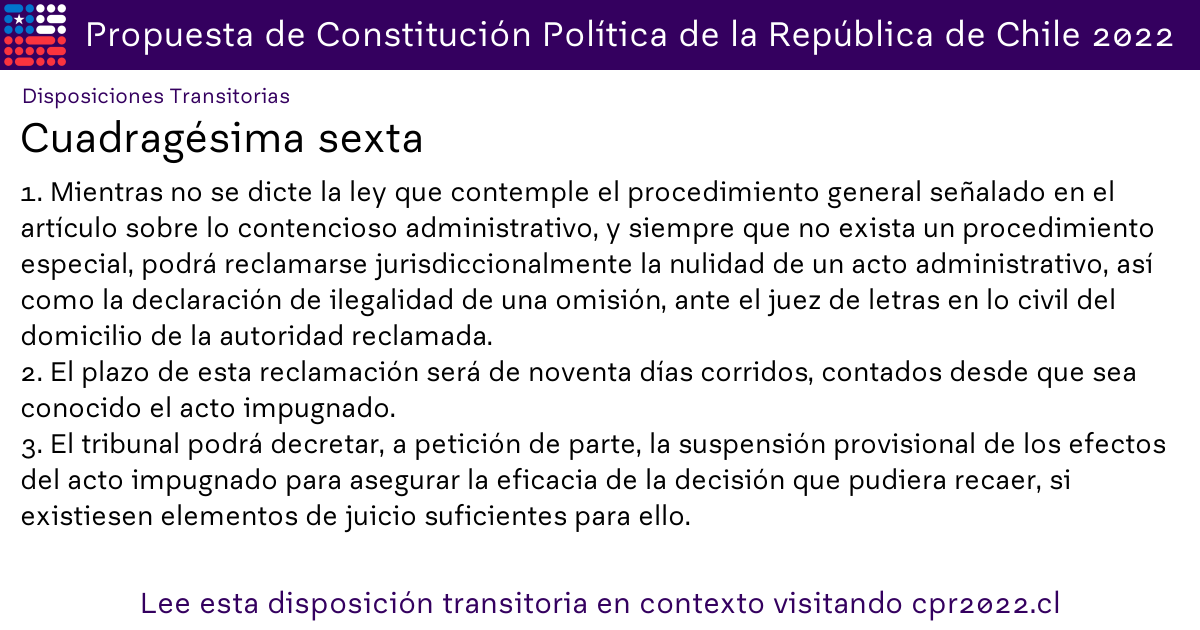 Propuesta de Constitución Política de la República de Chile 2022
Disposiciones Transitorias
Cuadragésima sexta
1. Mientras no se dicte la ley que contemple el procedimiento general señalado en el
artículo sobre lo contencioso administrativo, y siempre que no exista un procedimiento
especial, podrá reclamarse jurisdiccionalmente la nulidad de un acto administrativo, así
como la declaración de ilegalidad de una omisión, ante el juez de letras en lo civil del
domicilio de la autoridad reclamada.
2. El plazo de esta reclamación será de noventa días corridos, contados desde que sea
conocido el acto impugnado.
3. El tribunal podrá decretar, a petición de parte, la suspensión provisional de los efectos
del acto impugnado para asegurar la eficacia de la decisión que pudiera recaer, si
existiesen elementos de juicio suficientes para ello.
Lee esta disposición transitoria en contexto visitando cpr2022.cl